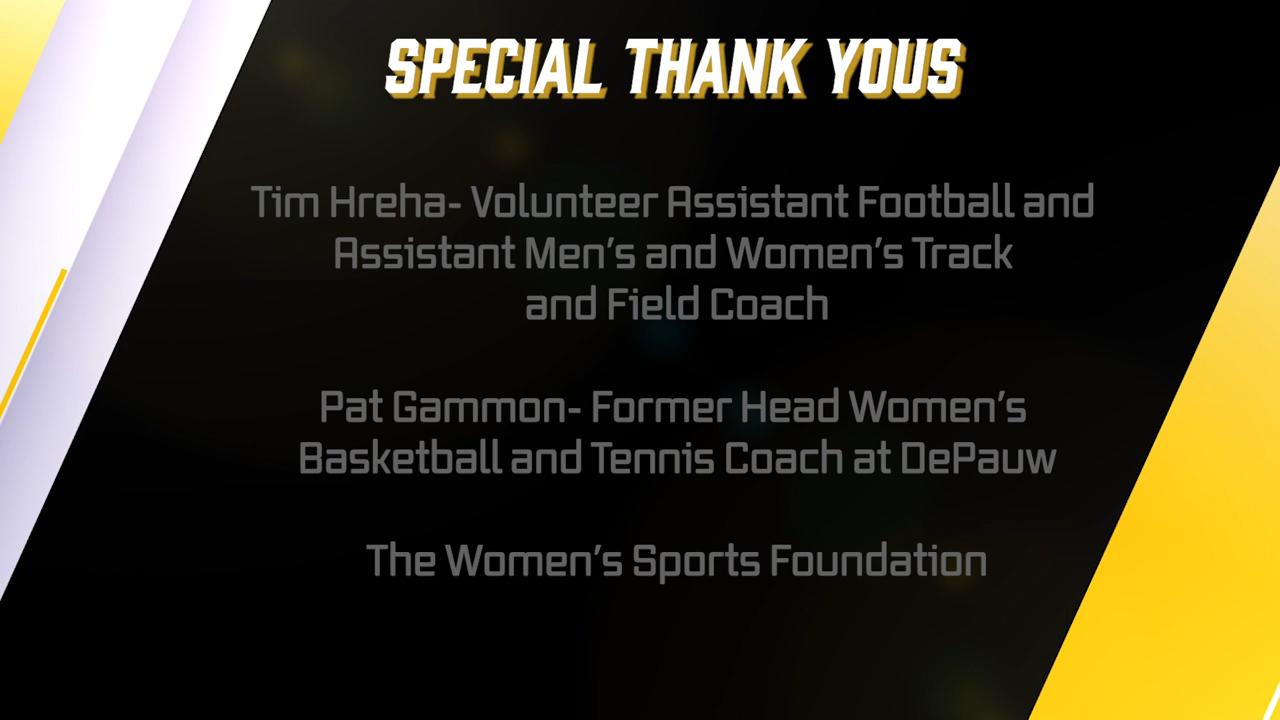 SPECIAL THANK YOUS
Tim Hreha- Volunteer Assistant Football and
Assistant Men's and Women's Track
and Field Coach
Pat Gammon- Former Head Women's
Basketball and Tennis Coach at DePauw
The Women's Sports Foundation